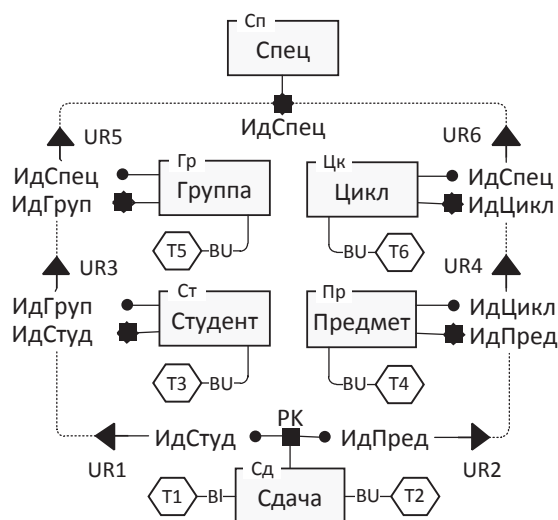 Сп
Спец
ИдСпец
UR5
UR6
ИдСпец
ИдГруп
Гр
Группа
Цк
Цикл
ИдСпец
ИдЦикл
T5
BU
BU
T6
UR3
UR4
ИдГруп
ИдСтуд
Ст
Студент
Пр
Предмет
ИдЦикл
ИдПред
T3
BU
BU
T4
PK
ИдСтуд
ИдПред
UR1
UR2
Сд
Сдача
T1
BI
BU
T2